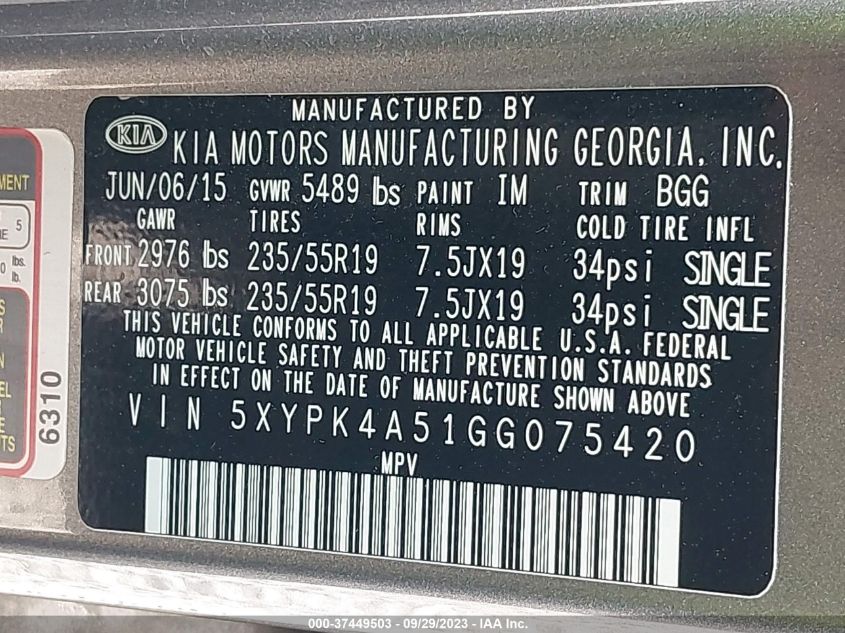 MANUFACTURED BY
KIA KIA MOTORS MANUFACTURING GEORGIA, INC.
JUN/06/15 GVWR 5489 lbs PAINT IM TRIM BGG
GAWR TIRES RIMS COLD TIRE INFL
FRONT 2976 lbs 235/55R19 7.5JX19 34psi SINGLE
REAR 3075 lbs 235/55R19 7.5JX19 34psi SINGLE
THIS VEHICLE CONFORMS TO ALL APPLICABLE U.S.A. FEDERAL
MOTOR VEHICLE SAFETY AND THEFT PREVENTION STANDARDS
IN EFFECT ON THE DATE OF MANUFACTURE SHOWN ABOVE
VIN 5XYPK4A51GG075420
MPV
5
lbs.
lb.
6310
000-37449503 - 09/29/2023 - IAA Inc.